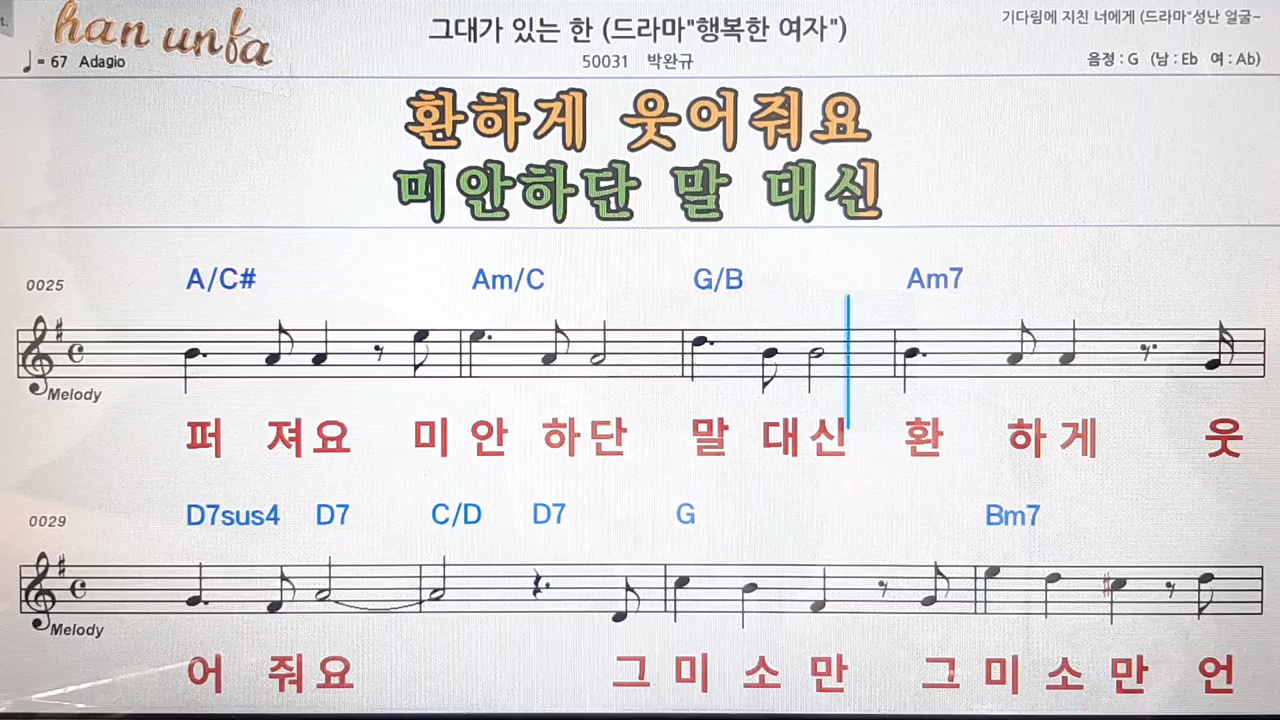 han unfa
그대가 있는 한 (드라마"행복한 여자")
기다림에 지친 너에게 (드라마"성난 얼굴~
♩= 67 Adagio
50031 박완규
음정 : G (남 : Eb 여 : Ab)
환하게 웃어줘요
미안하단 말 대신
0025 A/C# Am/C G/B Am7
Melody
퍼 져요 미 안 하단 말 대신 환 하게 웃
0029 D7sus4 D7 C/D D7 G Bm7
Melody
어 줘요 그 미 소 만 그 미 소 만 언